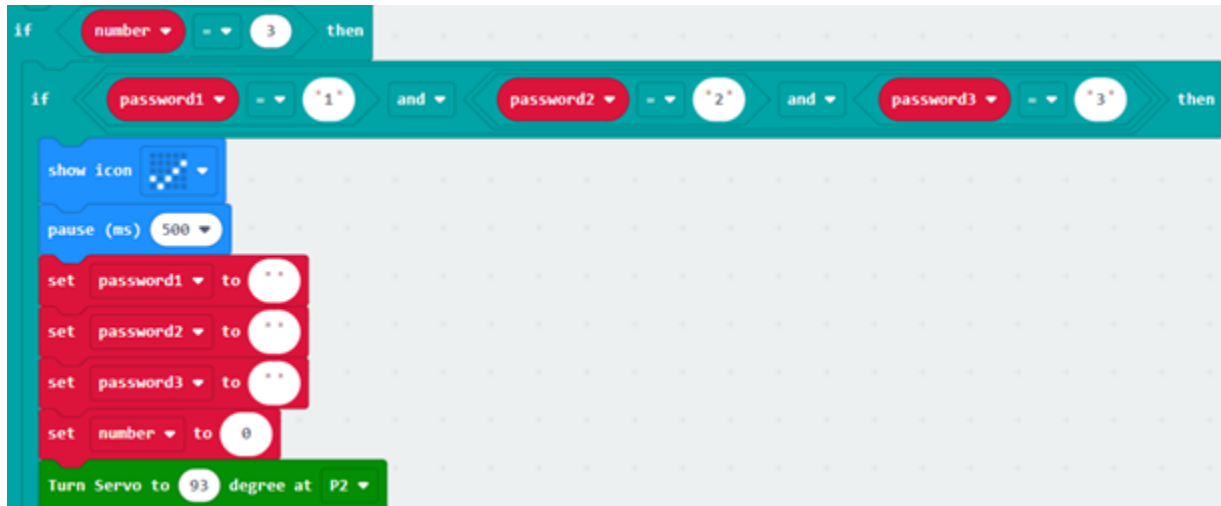 if number = 3 then
if password1 = "1" and password2 = "2" and password3 = "3" then
show icon
pause (ms) 500
set password1 to " "
set password2 to " "
set password3 to " "
set number to 0
Turn Servo to 93 degree at P2